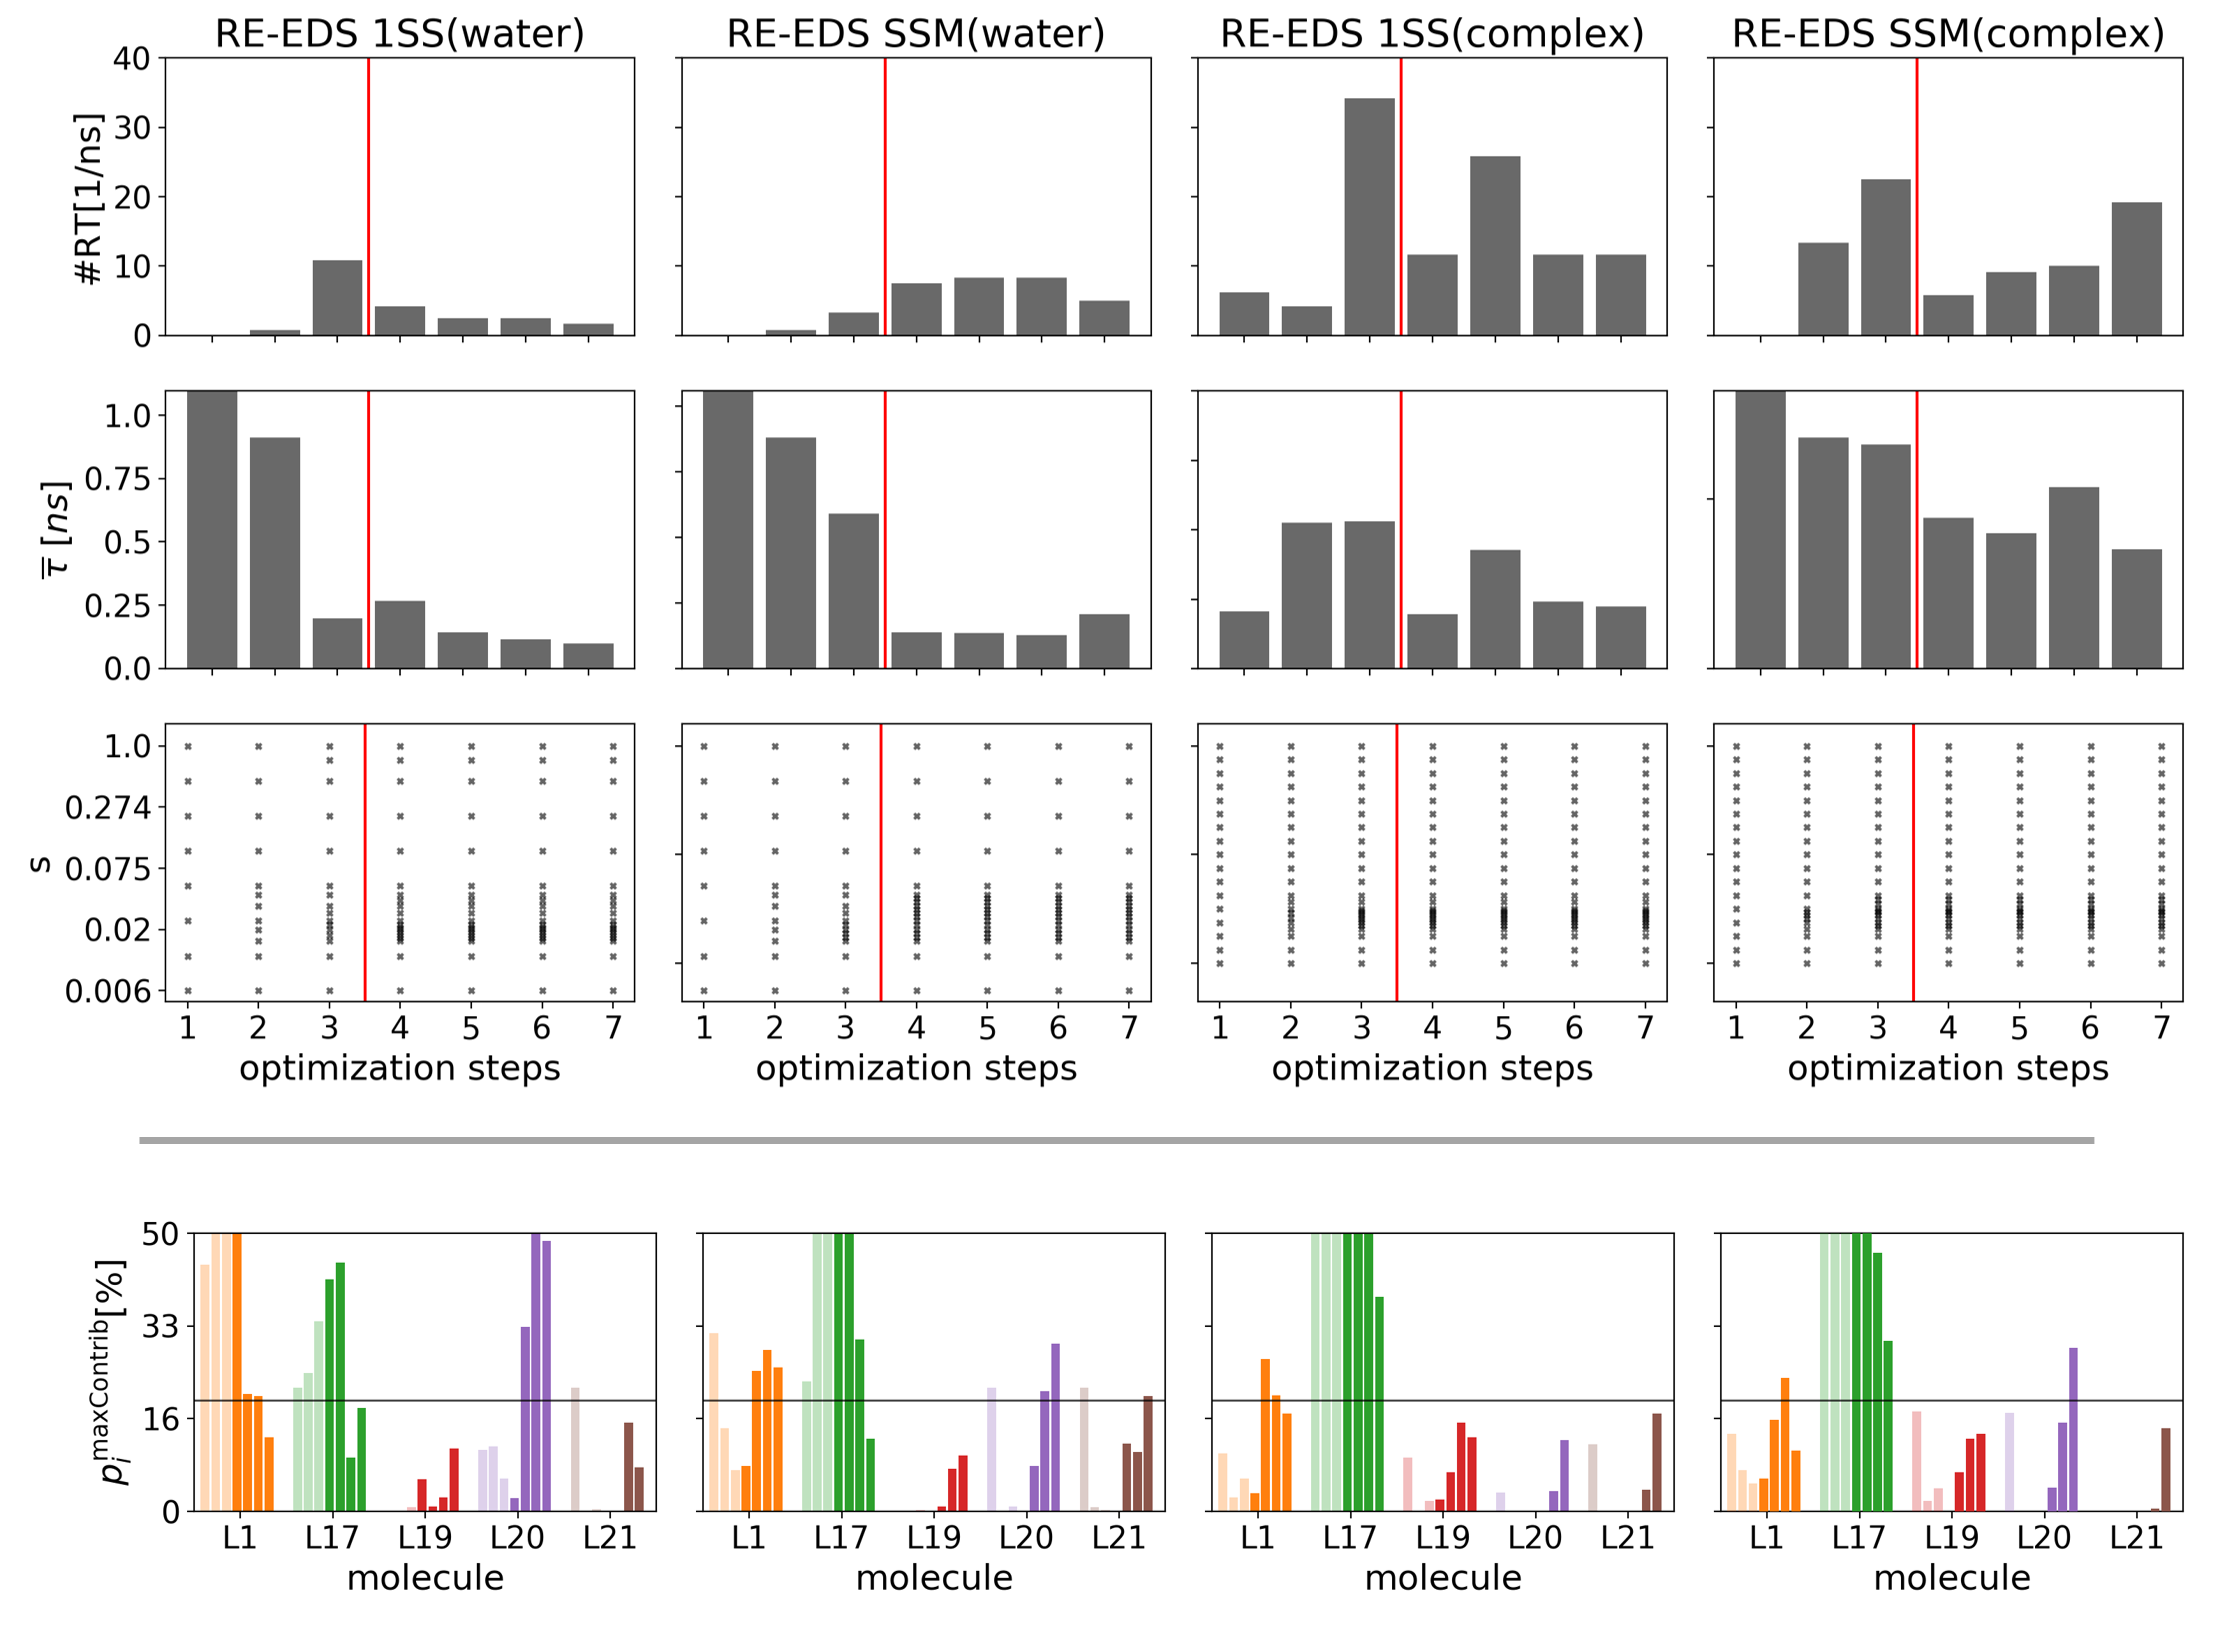 RE-EDS 1SS(water) RE-EDS SSM(water) RE-EDS 1SS(complex) RE-EDS SSM(complex)
#RT[1/ns]
40
30
20
10
0
τ̅ [ns]
1.0
0.75
0.5
0.25
0.0
s
1.0
0.274
0.075
0.02
0.006
1 2 3 4 5 6 7 1 2 3 4 5 6 7 1 2 3 4 5 6 7 1 2 3 4 5 6 7
optimization steps optimization steps optimization steps optimization steps
p_i^maxContrib[%]
50
33
16
0
L1 L17 L19 L20 L21 L1 L17 L19 L20 L21 L1 L17 L19 L20 L21 L1 L17 L19 L20 L21
molecule molecule molecule molecule